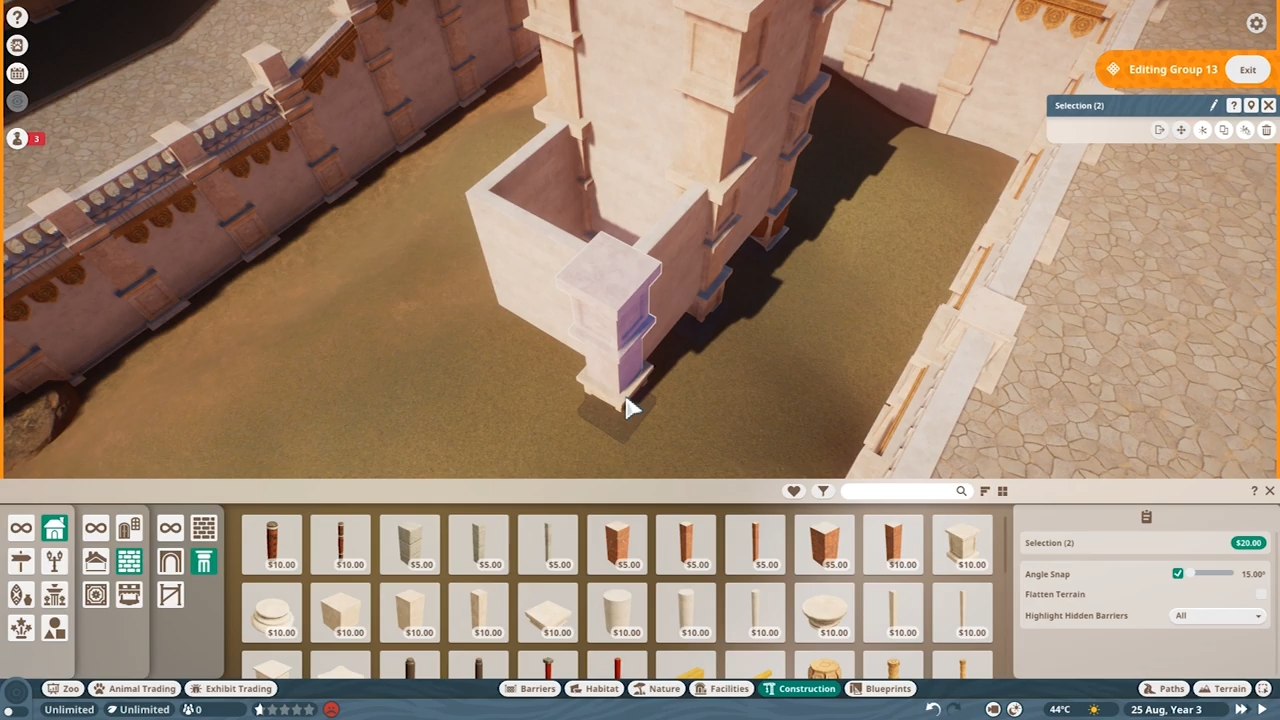 ?
Editing Group 13
Exit
Selection (2)
?
3
? 
Selection (2)
$20.00
Angle Snap
15.00°
Flatten Terrain
Highlight Hidden Barriers
All
$10.00 $10.00 $5.00 $5.00 $5.00 $5.00 $5.00 $5.00 $5.00 $10.00 $10.00
$10.00 $10.00 $10.00 $10.00 $10.00 $10.00 $10.00 $10.00 $10.00 $10.00 $10.00
Zoo
Animal Trading
Exhibit Trading
Barriers
Habitat
Nature
Facilities
Construction
Blueprints
Paths
Terrain
Unlimited
Unlimited
0
44°C
25 Aug, Year 3